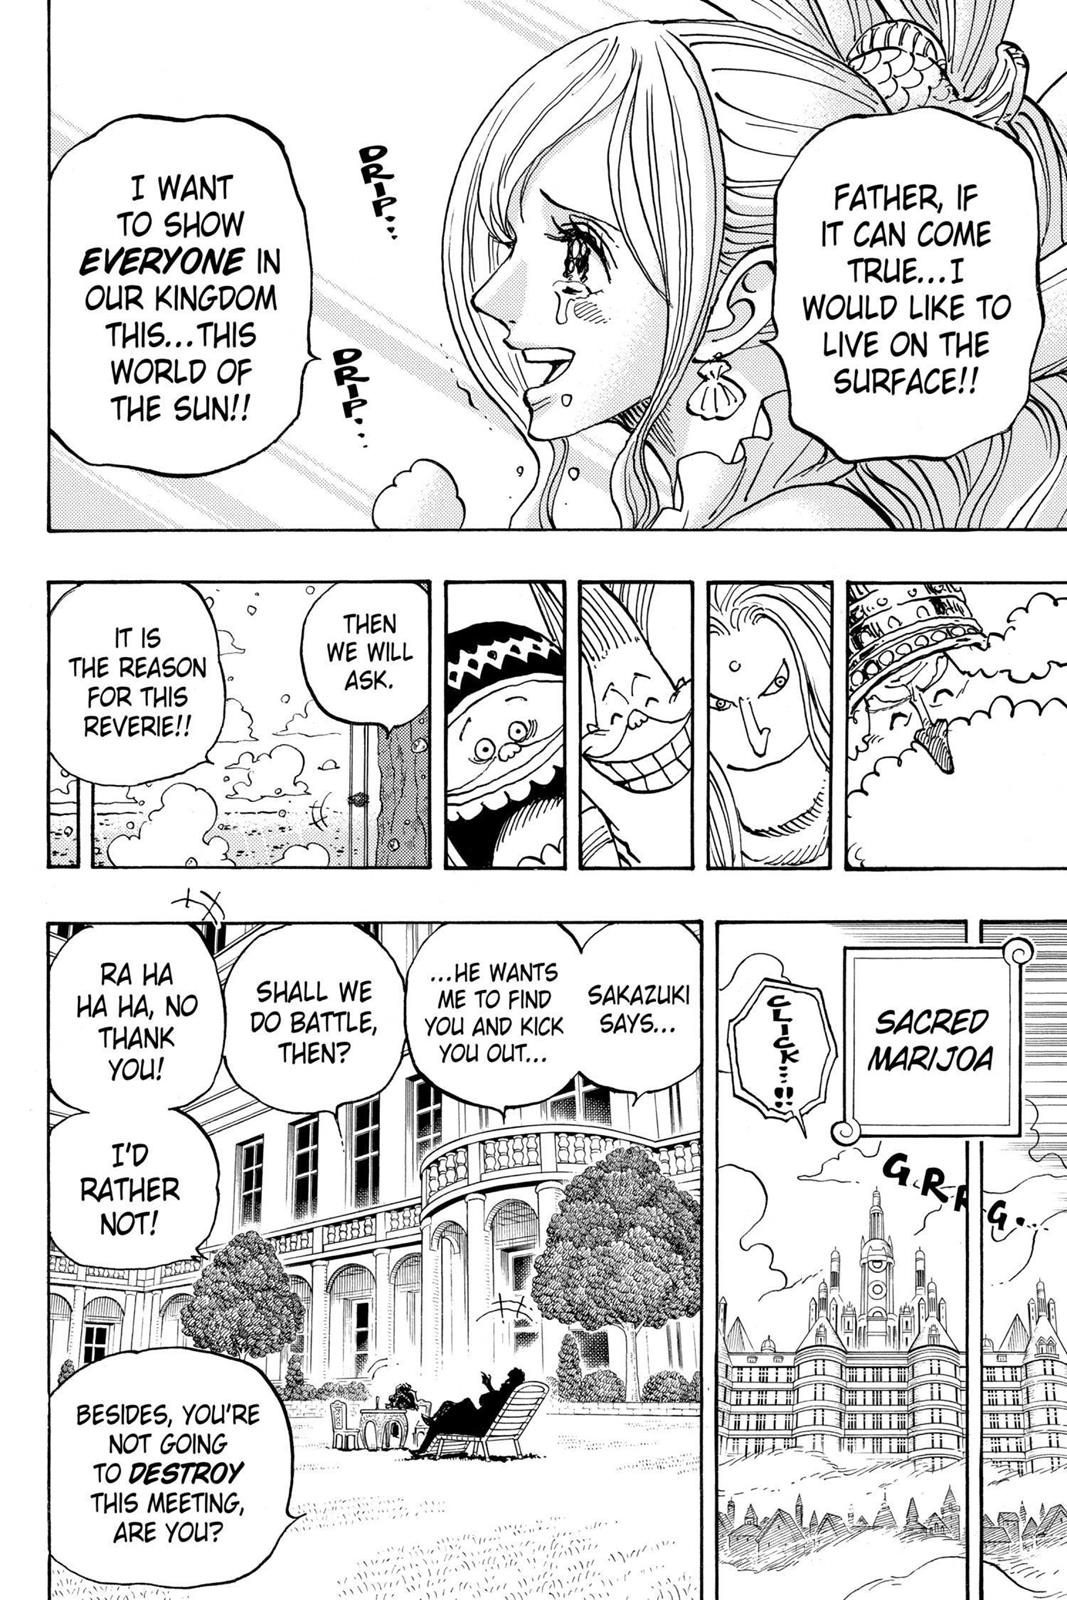 FATHER, IF
IT CAN COME
TRUE...I
WOULD LIKE TO
LIVE ON THE
SURFACE!!
DRIP...
DRIP...
I WANT
TO SHOW
EVERYONE IN
OUR KINGDOM
THIS...THIS
WORLD OF
THE SUN!!
THEN
WE WILL
ASK.
IT IS
THE REASON
FOR THIS
REVERIE!!
SACRED
MARIJOA
CLICK...!!!
GRRG...
SAKAZUKI
SAYS...
...HE WANTS
ME TO FIND
YOU AND KICK
YOU OUT...
SHALL WE
DO BATTLE,
THEN?
RA HA
HA HA, NO
THANK
YOU!
I'D
RATHER
NOT!
BESIDES, YOU'RE
NOT GOING
TO DESTROY
THIS MEETING,
ARE YOU?